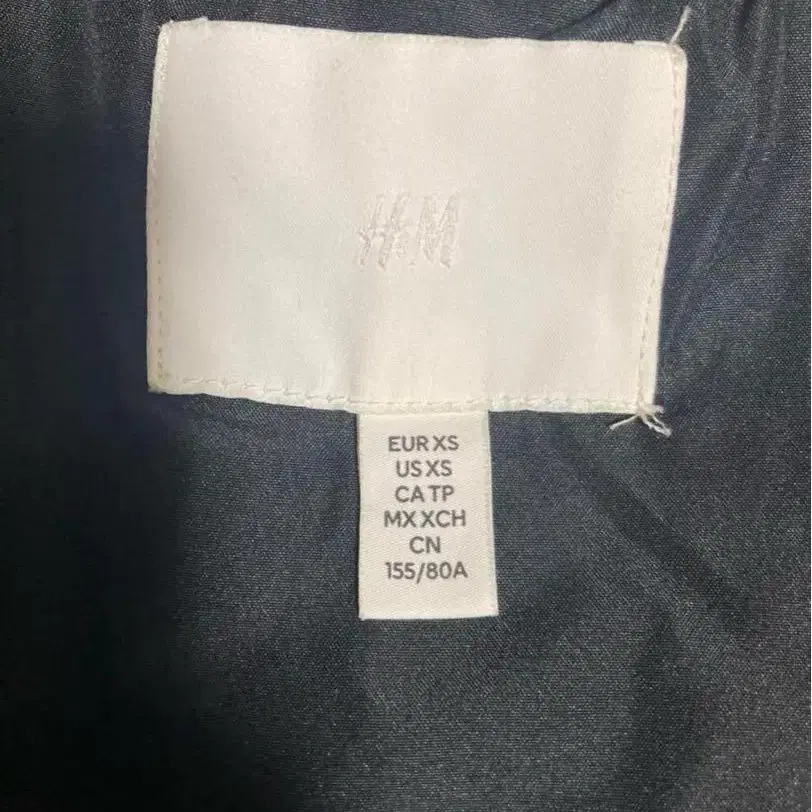 H&M
EUR XS
US XS
CA TP
MX XCH
CN
155/80A